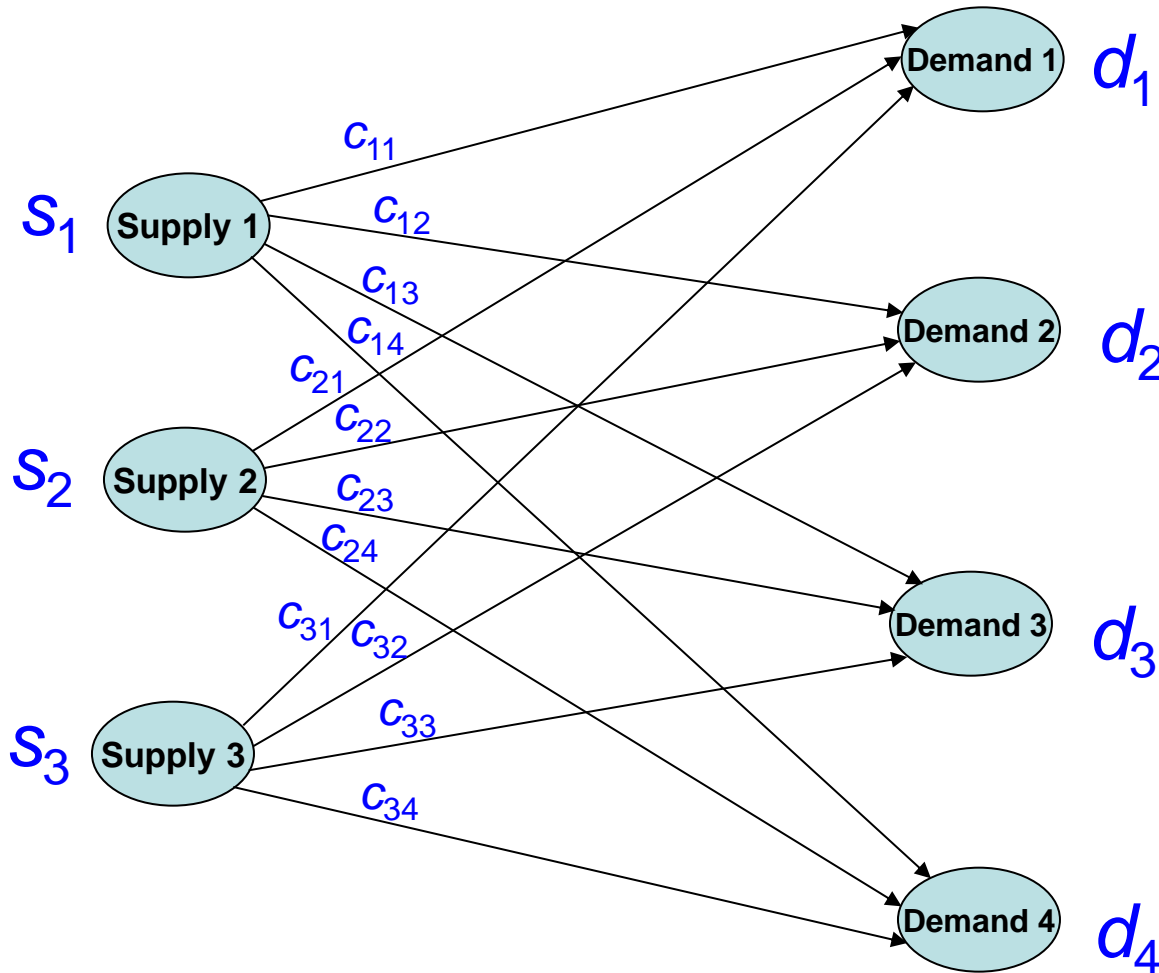 Demand 1
d1
c11
Supply 1
s1
c12
c13
c14
Demand 2
d2
c21
c22
Supply 2
s2
c23
c24
c31
c32
Demand 3
d3
c33
Supply 3
s3
c34
Demand 4
d4